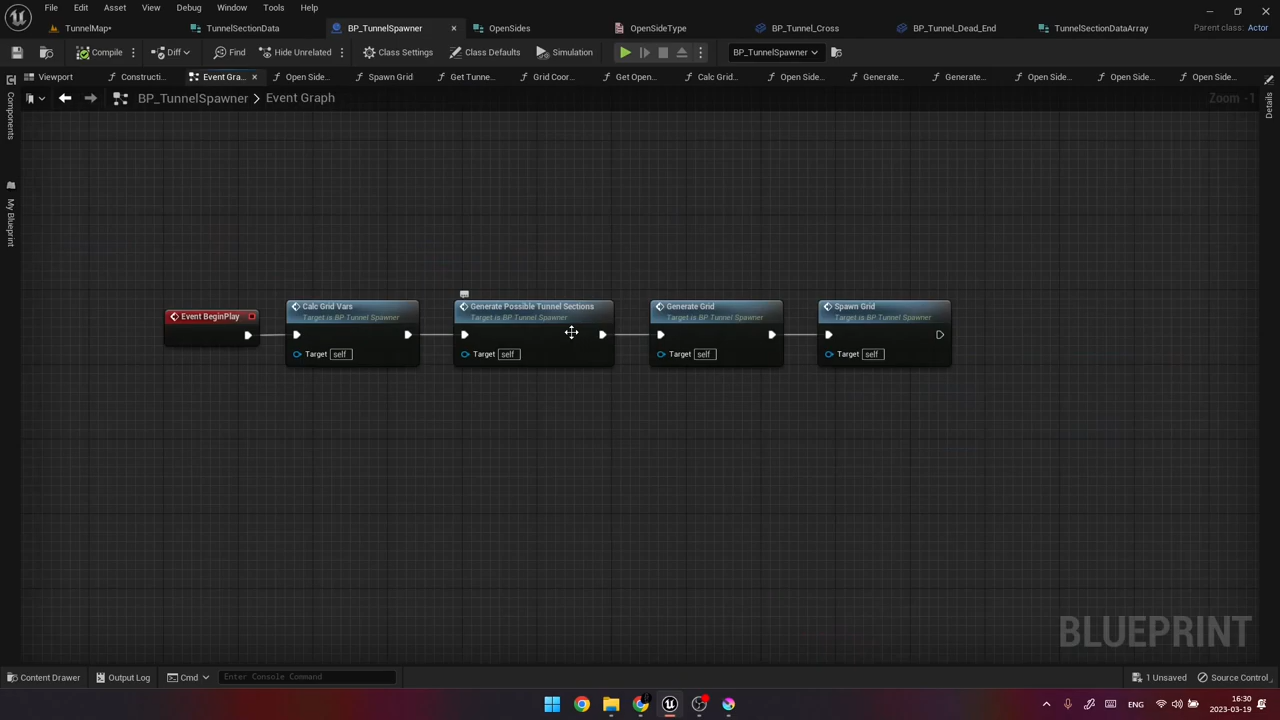 File Edit Asset View Debug Window Tools Help
TunnelMap* TunnelSectionData BP_TunnelSpawner OpenSides OpenSideType BP_Tunnel_Cross BP_Tunnel_Dead_End TunnelSectionDataArray Parent class: Actor
Compile Diff Find Hide Unrelated Class Settings Class Defaults Simulation BP_TunnelSpawner
Viewport Constructi... Event Gra... Open Side... Spawn Grid Get Tunne... Grid Coor... Get Open... Calc Grid... Open Side... Generate... Generate... Open Side... Open Side... Open Side...
BP_TunnelSpawner > Event Graph Zoom -1
Components
My Blueprint
Details
Event BeginPlay
Calc Grid Vars
Target is BP Tunnel Spawner
Target self
Generate Possible Tunnel Sections
Target is BP Tunnel Spawner
Target self
Generate Grid
Target is BP Tunnel Spawner
Target self
Spawn Grid
Target is BP Tunnel Spawner
Target self
BLUEPRINT
Content Drawer Output Log Cmd Enter Console Command 1 Unsaved Source Control
ENG 16:30
2023-03-19